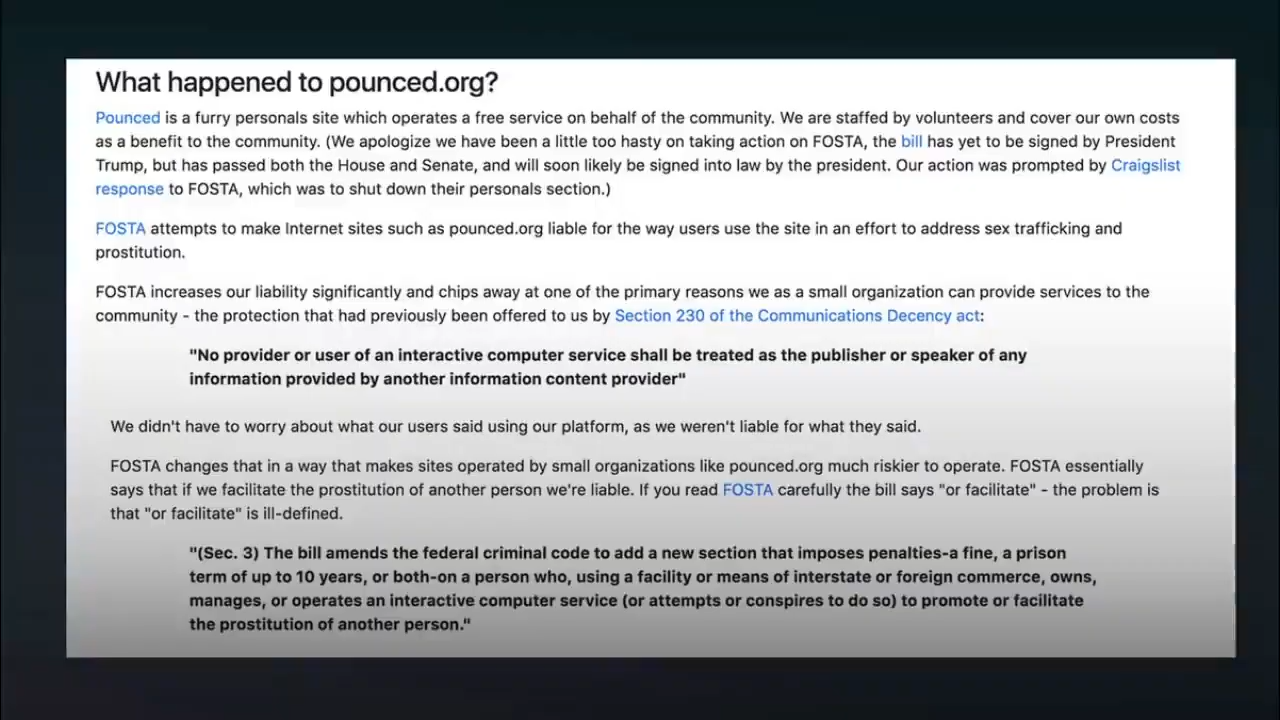 What happened to pounced.org?
Pounced is a furry personals site which operates a free service on behalf of the community. We are staffed by volunteers and cover our own costs
as a benefit to the community. (We apologize we have been a little too hasty on taking action on FOSTA, the bill has yet to be signed by President
Trump, but has passed both the House and Senate, and will soon likely be signed into law by the president. Our action was prompted by Craigslist
response to FOSTA, which was to shut down their personals section.)
FOSTA attempts to make Internet sites such as pounced.org liable for the way users use the site in an effort to address sex trafficking and
prostitution.
FOSTA increases our liability significantly and chips away at one of the primary reasons we as a small organization can provide services to the
community - the protection that had previously been offered to us by Section 230 of the Communications Decency act:
"No provider or user of an interactive computer service shall be treated as the publisher or speaker of any
information provided by another information content provider"
We didn't have to worry about what our users said using our platform, as we weren't liable for what they said.
FOSTA changes that in a way that makes sites operated by small organizations like pounced.org much riskier to operate. FOSTA essentially
says that if we facilitate the prostitution of another person we're liable. If you read FOSTA carefully the bill says "or facilitate" - the problem is
that "or facilitate" is ill-defined.
"(Sec. 3) The bill amends the federal criminal code to add a new section that imposes penalties-a fine, a prison
term of up to 10 years, or both-on a person who, using a facility or means of interstate or foreign commerce, owns,
manages, or operates an interactive computer service (or attempts or conspires to do so) to promote or facilitate
the prostitution of another person."